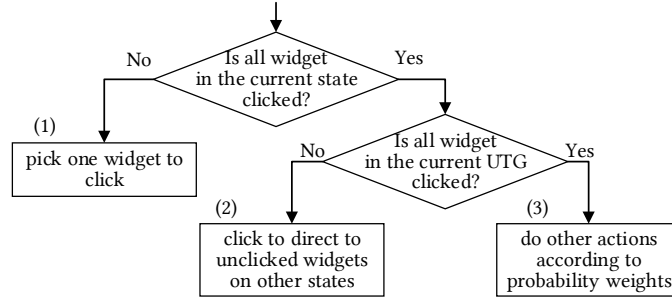 Is all widget
in the current state
clicked?
No
Yes
(1)
pick one widget to
click
Is all widget
in the current UTG
clicked?
No
Yes
(2)
click to direct to
unclicked widgets
on other states
(3)
do other actions
according to
probability weights